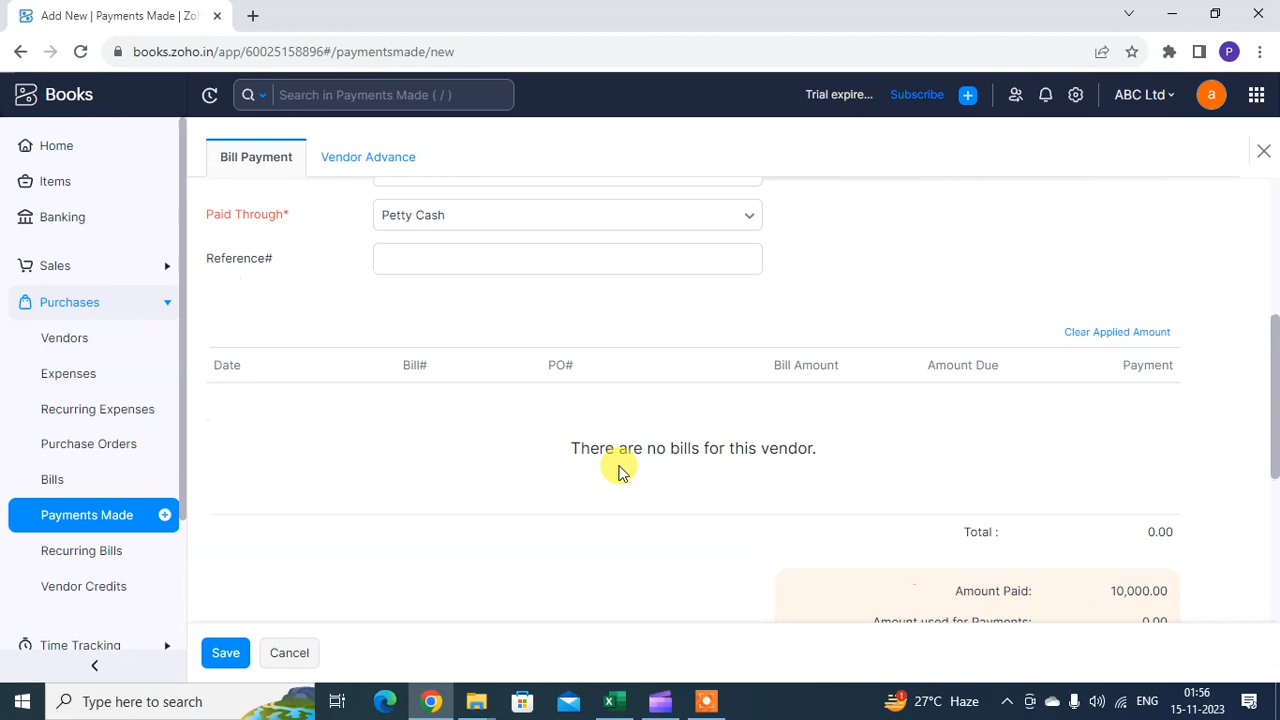 Add New | Payments Made | Zoh
books.zoho.in/app/60025158896#/paymentsmade/new
P
Books
Search in Payments Made ( / )
Trial expire...
Subscribe
ABC Ltd
a
Home
Items
Banking
Sales
Purchases
Vendors
Expenses
Recurring Expenses
Purchase Orders
Bills
Payments Made
Recurring Bills
Vendor Credits
Time Tracking
Bill Payment
Vendor Advance
Paid Through*
Petty Cash
Reference#
Clear Applied Amount
Date Bill# PO# Bill Amount Amount Due Payment
There are no bills for this vendor.
Total : 0.00
Amount Paid: 10,000.00
Amount used for Payments: 0.00
Save
Cancel
Type here to search
1
27°C Haze
ENG
01:56
15-11-2023